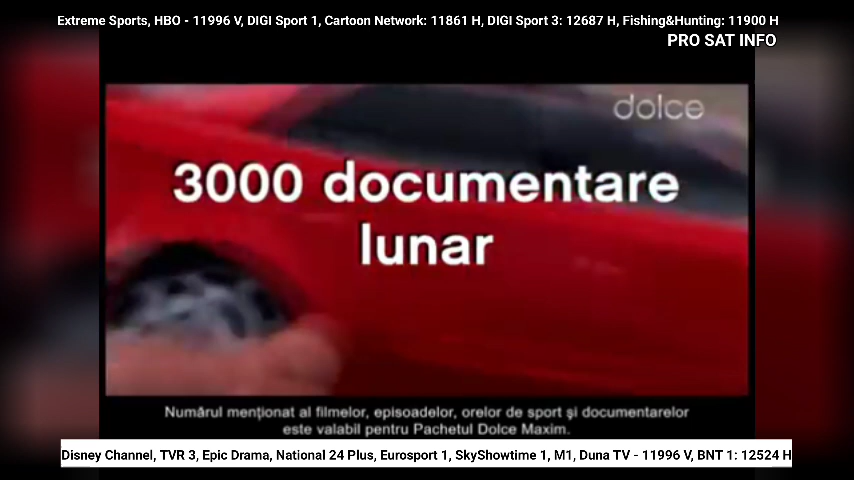 Extreme Sports, HBO - 11996 V, DIGI Sport 1, Cartoon Network: 11861 H, DIGI Sport 3: 12687 H, Fishing&Hunting: 11900 H
PRO SAT INFO
dolce
3000 documentare
lunar
Numărul menţionat al filmelor, episoadelor, orelor de sport şi documentarelor
este valabil pentru Pachetul Dolce Maxim.
Disney Channel, TVR 3, Epic Drama, National 24 Plus, Eurosport 1, SkyShowtime 1, M1, Duna TV - 11996 V, BNT 1: 12524 H